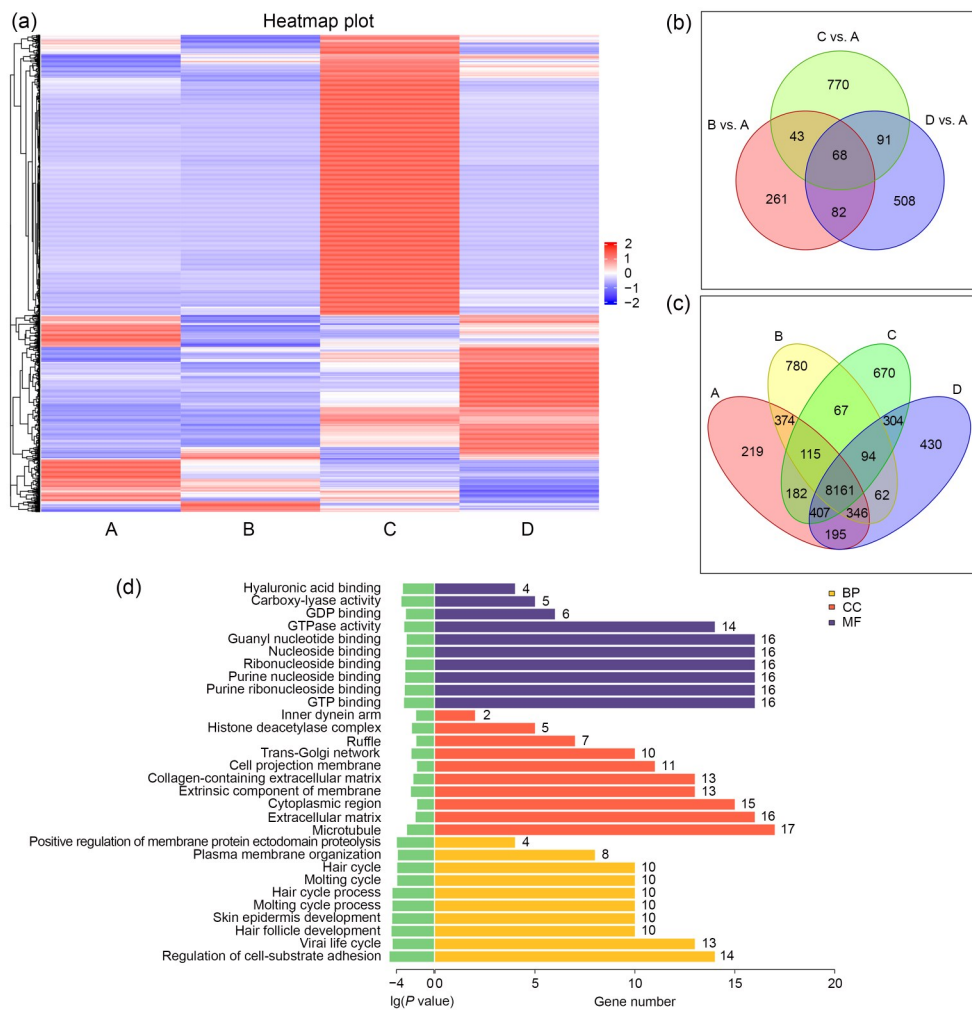 (a)
Heatmap plot
2
1
0
−1
−2
A B C D
(b)
C vs. A
770
B vs. A
D vs. A
43
91
68
261
82
508
(c)
B
C
780
670
A
D
67
374
304
219
115
94
430
182
8161
62
407
346
195
(d)
Hyaluronic acid binding 4
Carboxy-lyase activity 5
GDP binding 6
GTPase activity 14
Guanyl nucleotide binding 16
Nucleoside binding 16
Ribonucleoside binding 16
Purine nucleoside binding 16
Purine ribonucleoside binding 16
GTP binding 16
Inner dynein arm 2
Histone deacetylase complex 5
Ruffle 7
Trans-Golgi network 10
Cell projection membrane 11
Collagen-containing extracellular matrix 13
Extrinsic component of membrane 13
Cytoplasmic region 15
Extracellular matrix 16
Microtubule 17
Positive regulation of membrane protein ectodomain proteolysis 4
Plasma membrane organization 8
Hair cycle 10
Molting cycle 10
Hair cycle process 10
Molting cycle process 10
Skin epidermis development 10
Hair follicle development 10
Virai life cycle 13
Regulation of cell-substrate adhesion 14
BP
CC
MF
−4 0 0 5 10 15 20
lg(P value) Gene number